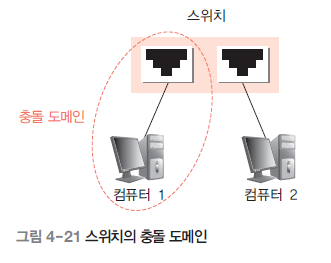 스위치
충돌 도메인
컴퓨터 1
컴퓨터 2
그림 4-21 스위치의 충돌 도메인